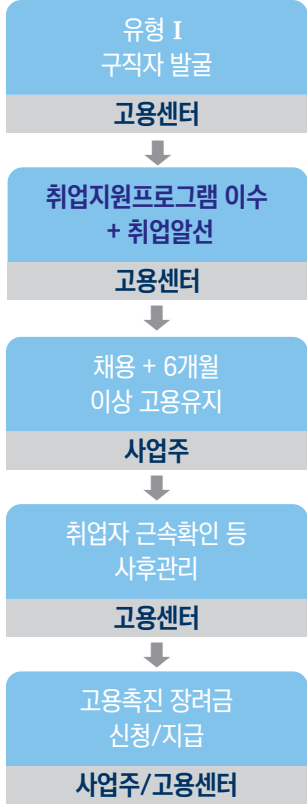 유형 I
구직자 발굴
고용센터
취업지원프로그램 이수
+ 취업알선
고용센터
채용 + 6개월
이상 고용유지
사업주
취업자 근속확인 등
사후관리
고용센터
고용촉진 장려금
신청/지급
사업주/고용센터